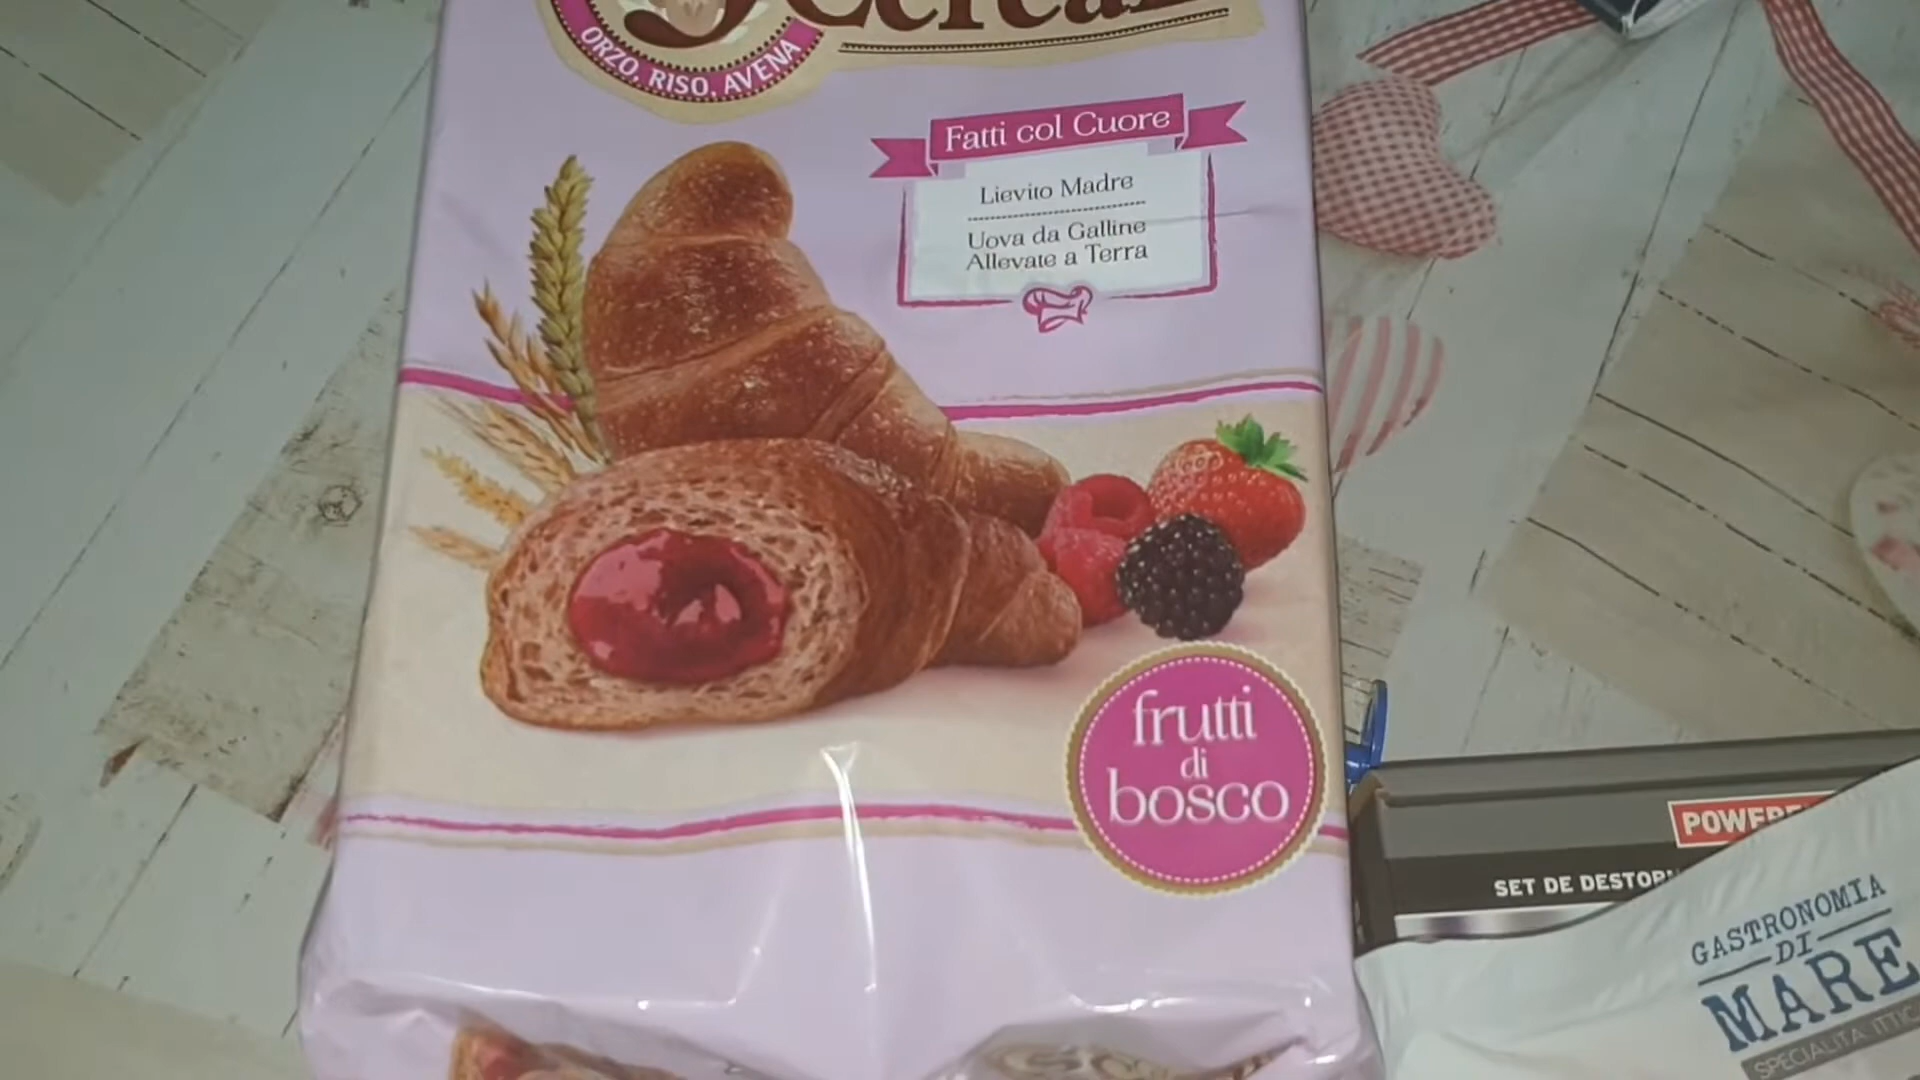 ORZO, RISO, AVENA
Fatti col Cuore
Lievito Madre
Uova da Galline
Allevate a Terra
frutti
di
bosco
SET DE
GASTRONOMIA
DI
MARE